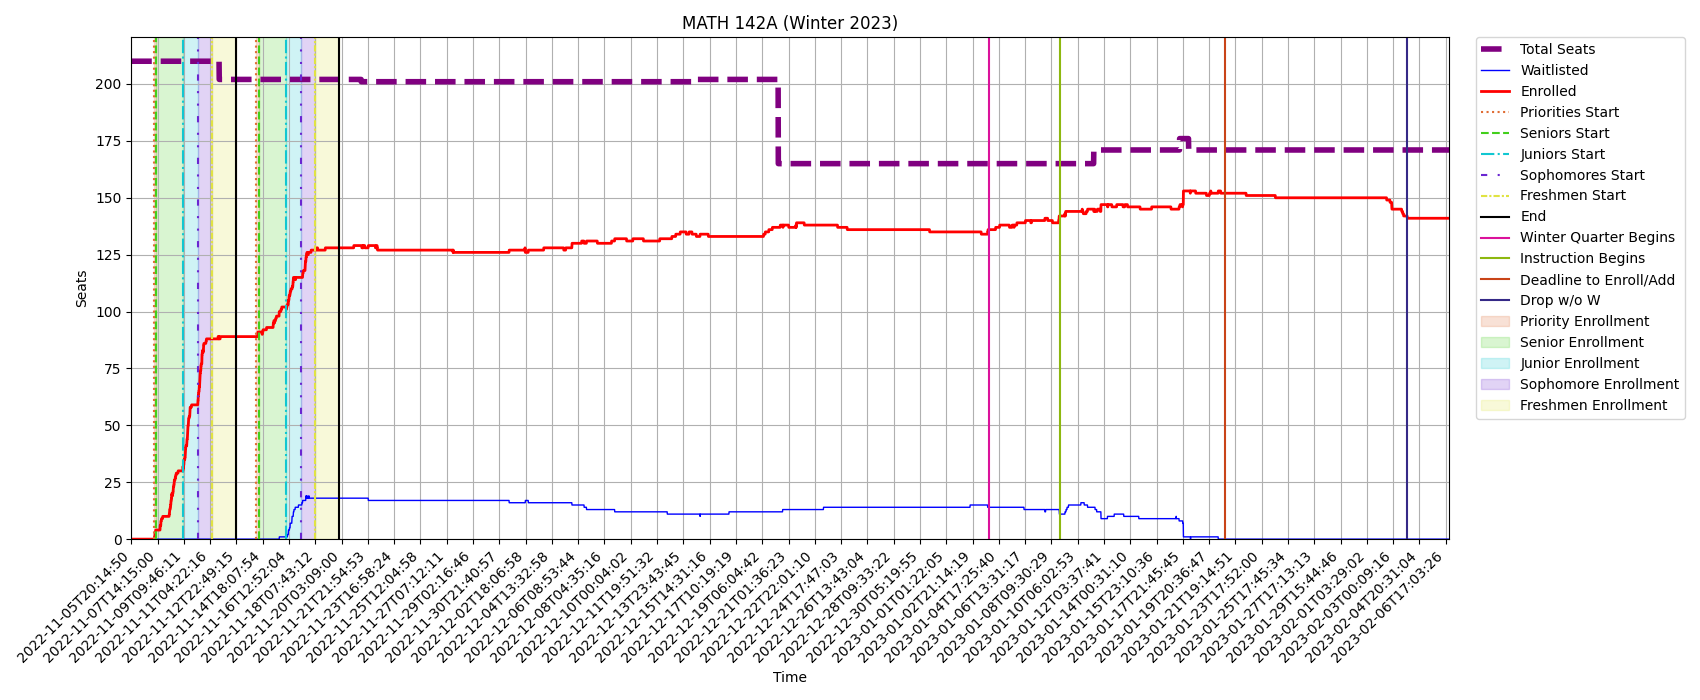 MATH 142A (Winter 2023)
Seats
200
175
150
125
100
75
50
25
0
2022-11-05T20:14:50
2022-11-07T14:15:00
2022-11-09T09:46:11
2022-11-11T04:22:16
2022-11-12T22:49:15
2022-11-14T18:07:54
2022-11-16T12:52:04
2022-11-18T07:43:12
2022-11-20T03:09:00
2022-11-21T21:54:53
2022-11-23T16:58:24
2022-11-25T12:04:58
2022-11-27T07:12:11
2022-11-29T02:16:46
2022-11-30T21:40:57
2022-12-02T18:06:58
2022-12-04T13:32:58
2022-12-06T08:53:44
2022-12-08T04:35:16
2022-12-10T00:04:02
2022-12-11T19:51:32
2022-12-13T23:43:45
2022-12-15T14:31:16
2022-12-17T10:19:19
2022-12-19T06:04:42
2022-12-21T01:36:23
2022-12-22T22:01:10
2022-12-24T17:47:03
2022-12-26T13:43:04
2022-12-28T09:33:22
2022-12-30T05:19:55
2023-01-01T01:22:05
2023-01-02T21:14:19
2023-01-04T17:25:40
2023-01-06T13:31:17
2023-01-08T09:30:29
2023-01-10T06:02:53
2023-01-12T03:37:41
2023-01-14T00:31:10
2023-01-15T23:10:36
2023-01-17T21:45:45
2023-01-19T20:36:47
2023-01-21T19:14:51
2023-01-23T17:52:00
2023-01-25T17:45:34
2023-01-27T17:13:13
2023-01-29T15:44:46
2023-02-01T03:29:02
2023-02-03T00:09:16
2023-02-04T20:31:04
2023-02-06T17:03:26
Time
Total Seats
Waitlisted
Enrolled
Priorities Start
Seniors Start
Juniors Start
Sophomores Start
Freshmen Start
End
Winter Quarter Begins
Instruction Begins
Deadline to Enroll/Add
Drop w/o W
Priority Enrollment
Senior Enrollment
Junior Enrollment
Sophomore Enrollment
Freshmen Enrollment